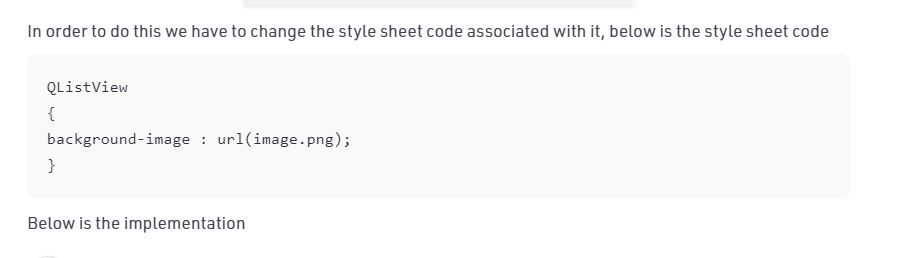 In order to do this we have to change the style sheet code associated with it, below is the style sheet code
QListView
{
background-image : url(image.png);
}
Below is the implementation